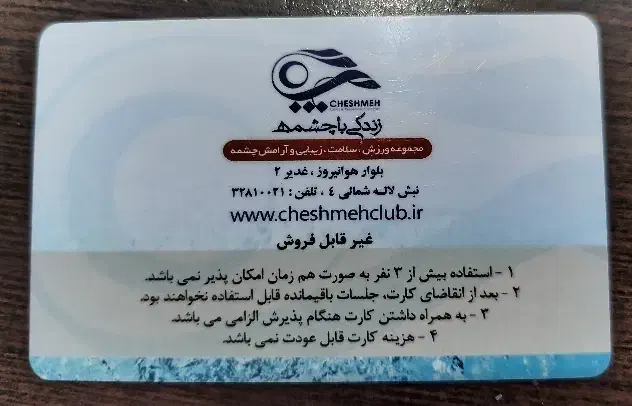 CHESHMEH
زندگی با چشمه
مجموعه ورزش، سلامت، زیبایی و آرامش چشمه
بلوار هوانیروز، غدیر ۲
نبش لاله شمالی ۴، تلفن: ۳۲۸۱۰۰۲۱
www.cheshmehclub.ir
غیر قابل فروش
۱ - استفاده بیش از ۳ نفر به صورت هم زمان امکان پذیر نمی باشد.
۲ - بعد از انقضای کارت، جلسات باقیمانده قابل استفاده نخواهند بود.
۳ - به همراه داشتن کارت هنگام پذیرش الزامی می باشد.
۴ - هزینه کارت قابل عودت نمی باشد.